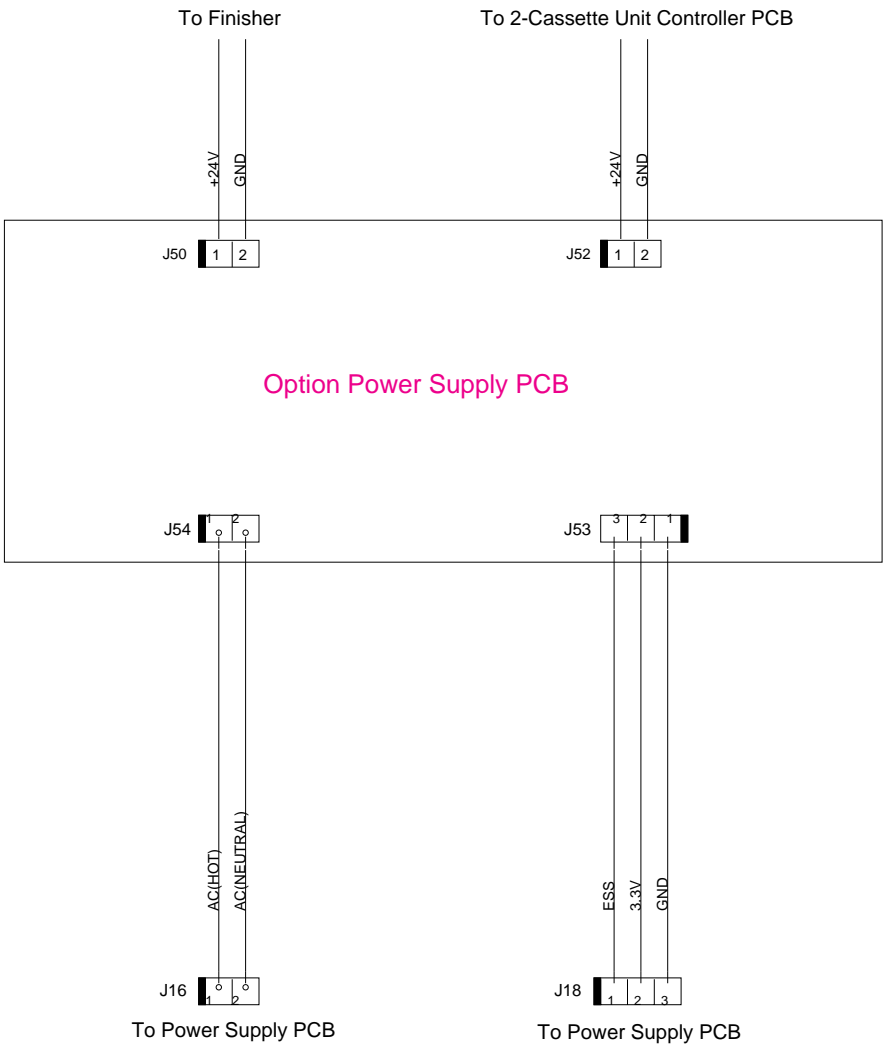 To Finisher
To 2-Cassette Unit Controller PCB
+24V
GND
+24V
GND
J50 1 2
J52 1 2
Option Power Supply PCB
J54 1 2
J53 3 2 1
AC(HOT)
AC(NEUTRAL)
ESS
3.3V
GND
J16 1 2
J18 1 2 3
To Power Supply PCB
To Power Supply PCB